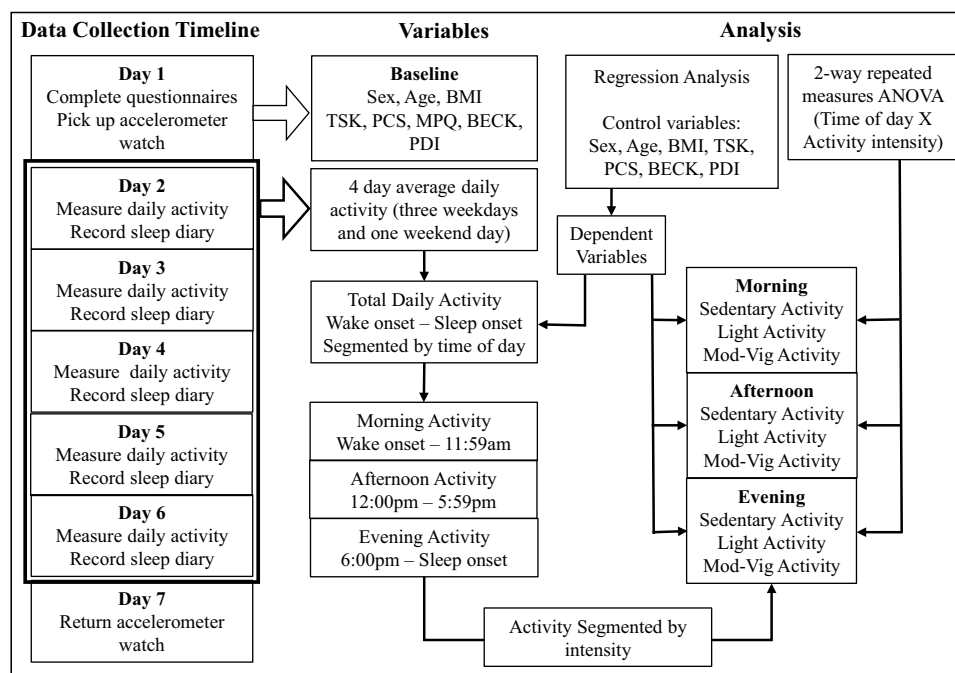 Data Collection Timeline
Day 1
Complete questionnaires
Pick up accelerometer
watch
Day 2
Measure daily activity
Record sleep diary
Day 3
Measure daily activity
Record sleep diary
Day 4
Measure daily activity
Record sleep diary
Day 5
Measure daily activity
Record sleep diary
Day 6
Measure daily activity
Record sleep diary
Day 7
Return accelerometer
watch
Variables
Baseline
Sex, Age, BMI
TSK, PCS, MPQ, BECK,
PDI
4 day average daily
activity (three weekdays
and one weekend day)
Total Daily Activity
Wake onset – Sleep onset
Segmented by time of day
Morning Activity
Wake onset – 11:59am
Afternoon Activity
12:00pm – 5:59pm
Evening Activity
6:00pm – Sleep onset
Analysis
Regression Analysis
Control variables:
Sex, Age, BMI, TSK,
PCS, BECK, PDI
2-way repeated
measures ANOVA
(Time of day X
Activity intensity)
Dependent
Variables
Morning
Sedentary Activity
Light Activity
Mod-Vig Activity
Afternoon
Sedentary Activity
Light Activity
Mod-Vig Activity
Evening
Sedentary Activity
Light Activity
Mod-Vig Activity
Activity Segmented by
intensity